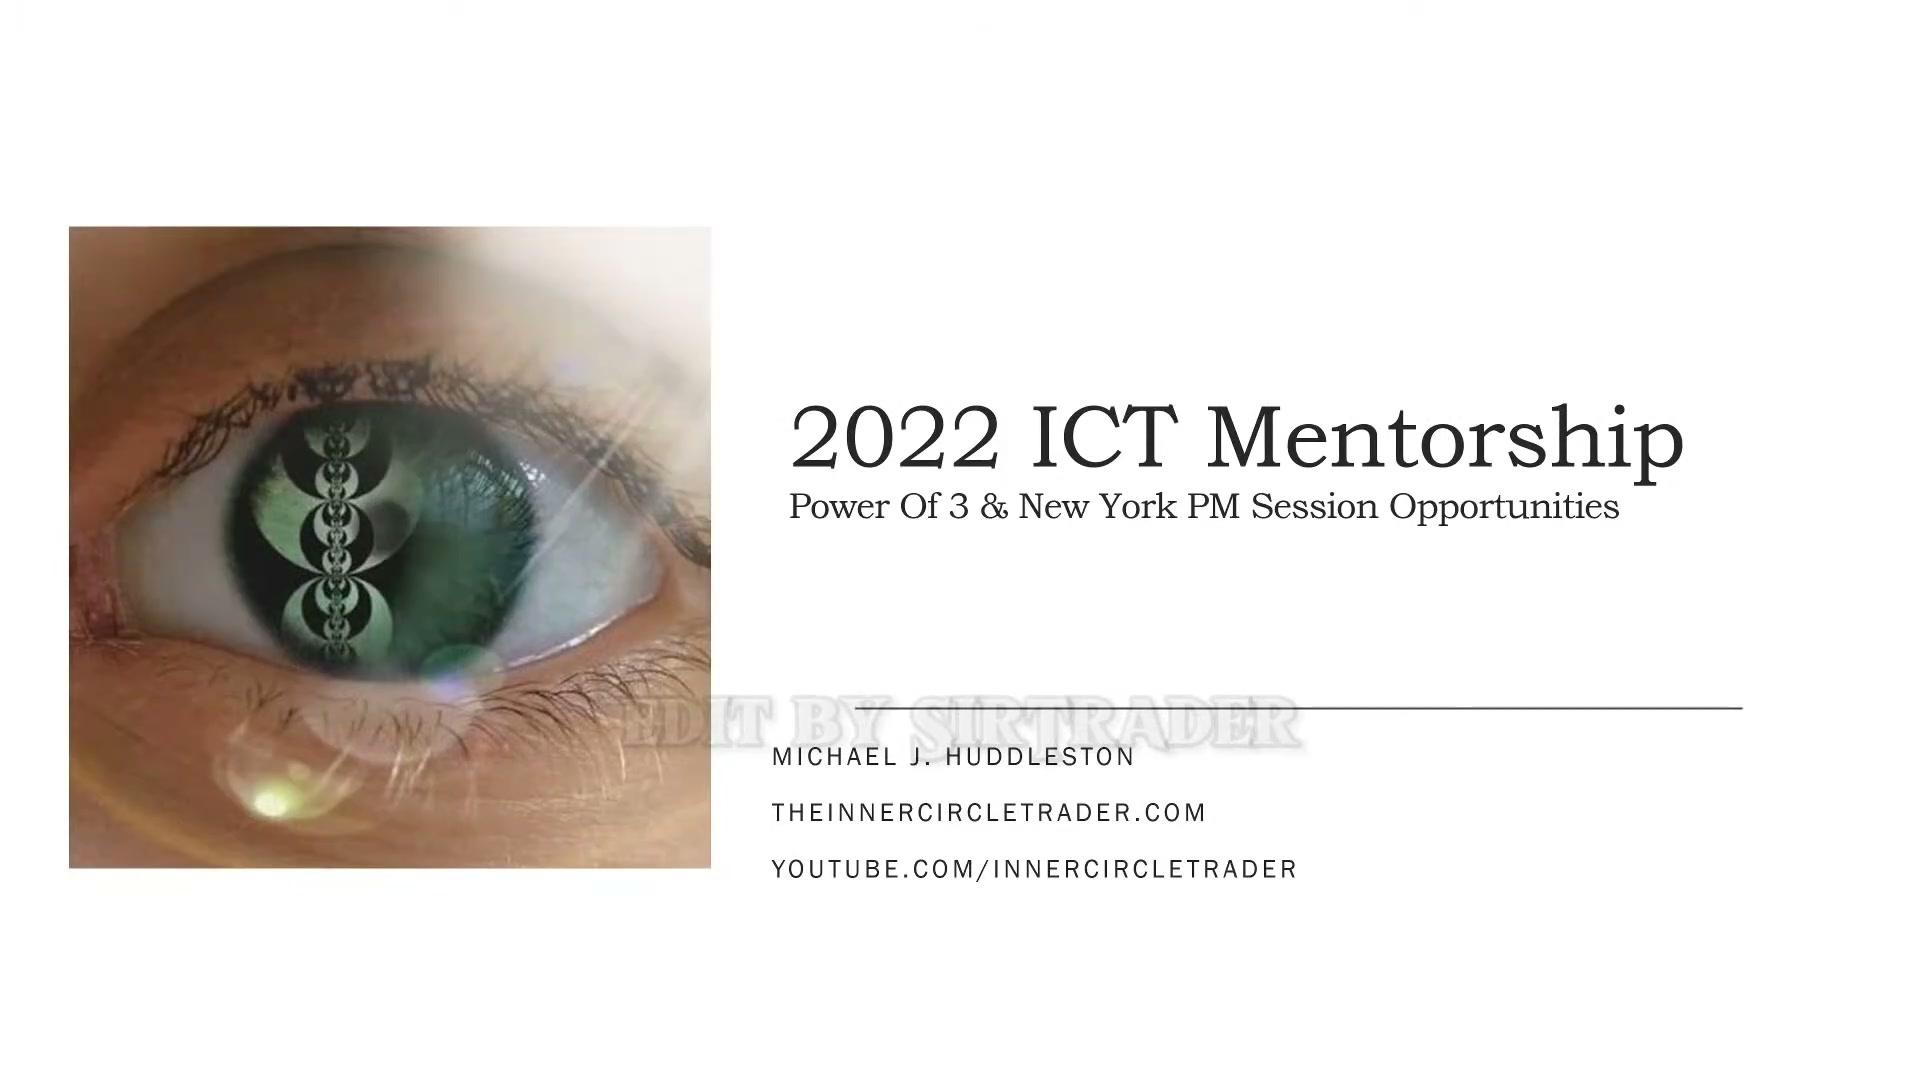 2022 ICT Mentorship
Power Of 3 & New York PM Session Opportunities
EDIT BY SIRTRADER
MICHAEL J. HUDDLESTON
THEINNERCIRCLETRADER.COM
YOUTUBE.COM/INNERCIRCLETRADER